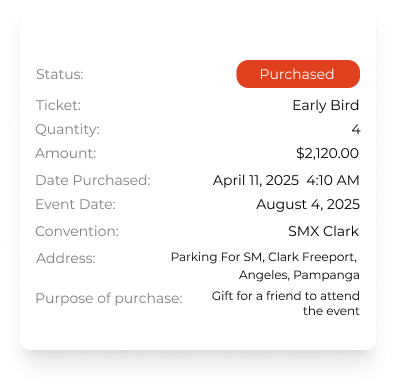 Status: Purchased
Ticket: Early Bird
Quantity: 4
Amount: $2,120.00
Date Purchased: April 11, 2025 4:10 AM
Event Date: August 4, 2025
Convention: SMX Clark
Address: Parking For SM, Clark Freeport,
Angeles, Pampanga
Purpose of purchase: Gift for a friend to attend
the event